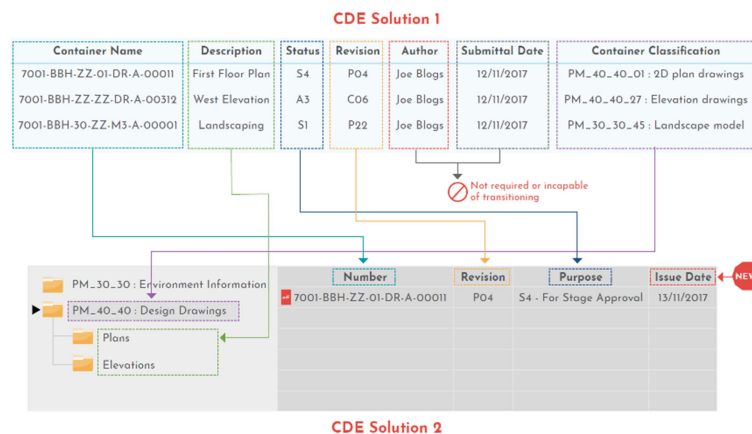 CDE Solution 1
Container Name Description Status Revision Author Submittal Date Container Classification
7001-BBH-ZZ-01-DR-A-00011 First Floor Plan S4 P04 Joe Blogs 12/11/2017 PM_40_40_01 : 2D plan drawings
7001-BBH-ZZ-ZZ-DR-A-00312 West Elevation A3 C06 Joe Blogs 12/11/2017 PM_40_40_27 : Elevation drawings
7001-BBH-30-ZZ-M3-A-00001 Landscaping S1 P22 Joe Blogs 12/11/2017 PM_30_30_45 : Landscape model
Not required or incapable
of transitioning
Number Revision Purpose Issue Date NEW
PM_30_30 : Environment Information
7001-BBH-ZZ-01-DR-A-00011 P04 S4 - For Stage Approval 13/11/2017
PM_40_40 : Design Drawings
Plans
Elevations
CDE Solution 2